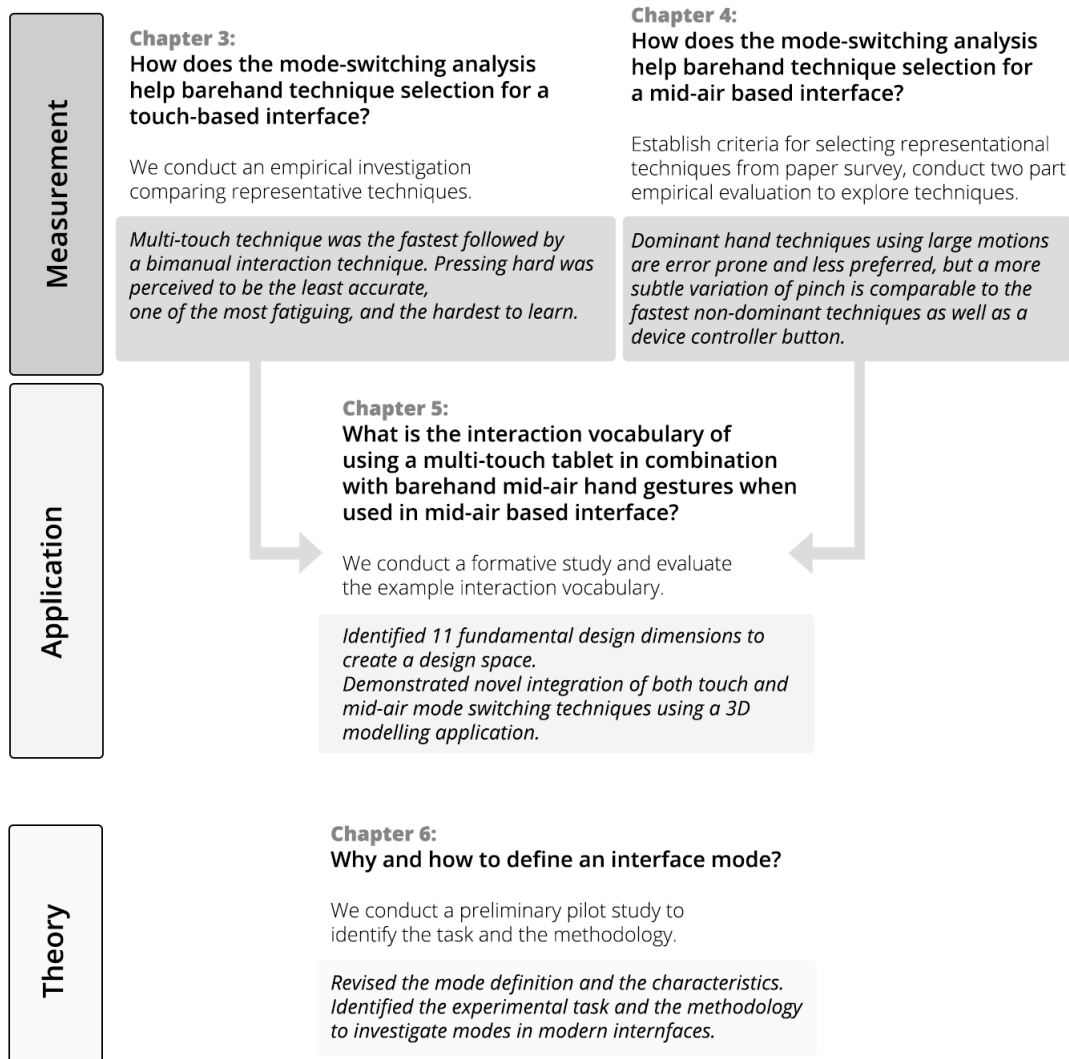 Measurement
Chapter 3:
How does the mode-switching analysis
help barehand technique selection for a
touch-based interface?
We conduct an empirical investigation
comparing representative techniques.
Multi-touch technique was the fastest followed by
a bimanual interaction technique. Pressing hard was
perceived to be the least accurate,
one of the most fatiguing, and the hardest to learn.
Chapter 4:
How does the mode-switching analysis
help barehand technique selection for
a mid-air based interface?
Establish criteria for selecting representational
techniques from paper survey, conduct two part
empirical evaluation to explore techniques.
Dominant hand techniques using large motions
are error prone and less preferred, but a more
subtle variation of pinch is comparable to the
fastest non-dominant techniques as well as a
device controller button.
Application
Chapter 5:
What is the interaction vocabulary of
using a multi-touch tablet in combination
with barehand mid-air hand gestures when
used in mid-air based interface?
We conduct a formative study and evaluate
the example interaction vocabulary.
Identified 11 fundamental design dimensions to
create a design space.
Demonstrated novel integration of both touch and
mid-air mode switching techniques using a 3D
modelling application.
Theory
Chapter 6:
Why and how to define an interface mode?
We conduct a preliminary pilot study to
identify the task and the methodology.
Revised the mode definition and the characteristics.
Identified the experimental task and the methodology
to investigate modes in modern internfaces.